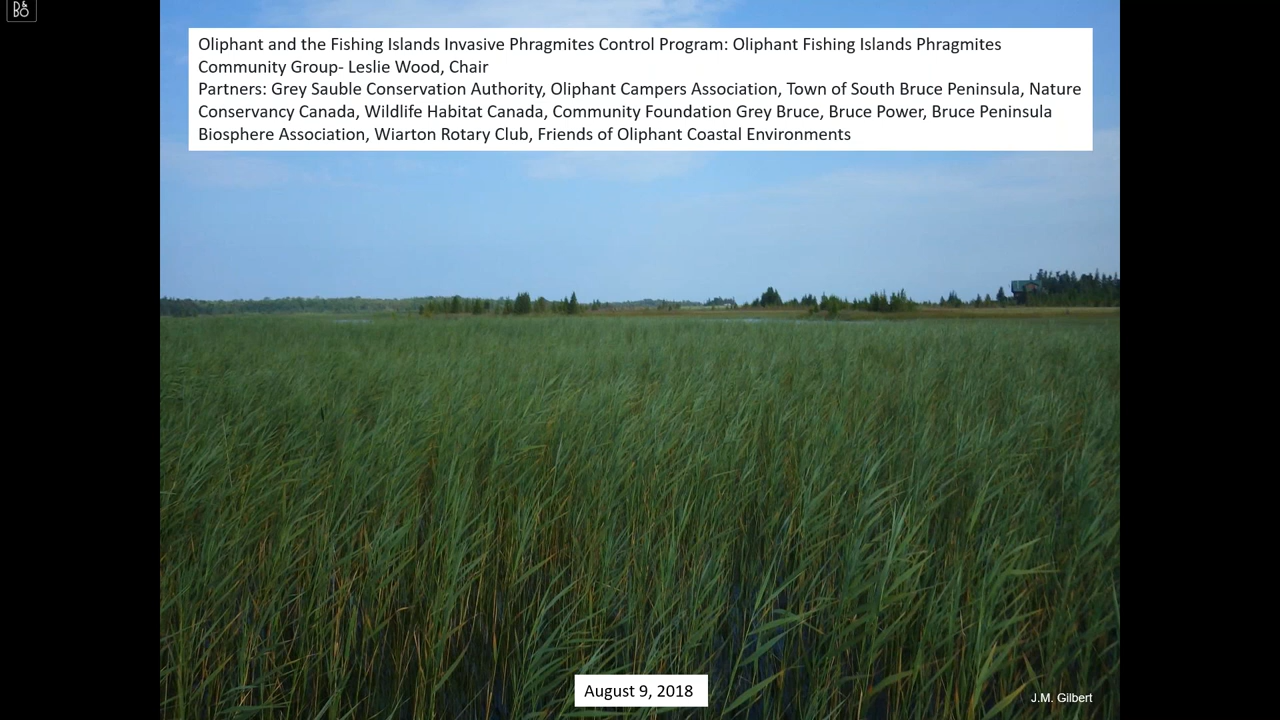 B&O
Oliphant and the Fishing Islands Invasive Phragmites Control Program: Oliphant Fishing Islands Phragmites
Community Group- Leslie Wood, Chair
Partners: Grey Sauble Conservation Authority, Oliphant Campers Association, Town of South Bruce Peninsula, Nature
Conservancy Canada, Wildlife Habitat Canada, Community Foundation Grey Bruce, Bruce Power, Bruce Peninsula
Biosphere Association, Wiarton Rotary Club, Friends of Oliphant Coastal Environments
August 9, 2018
J.M. Gilbert